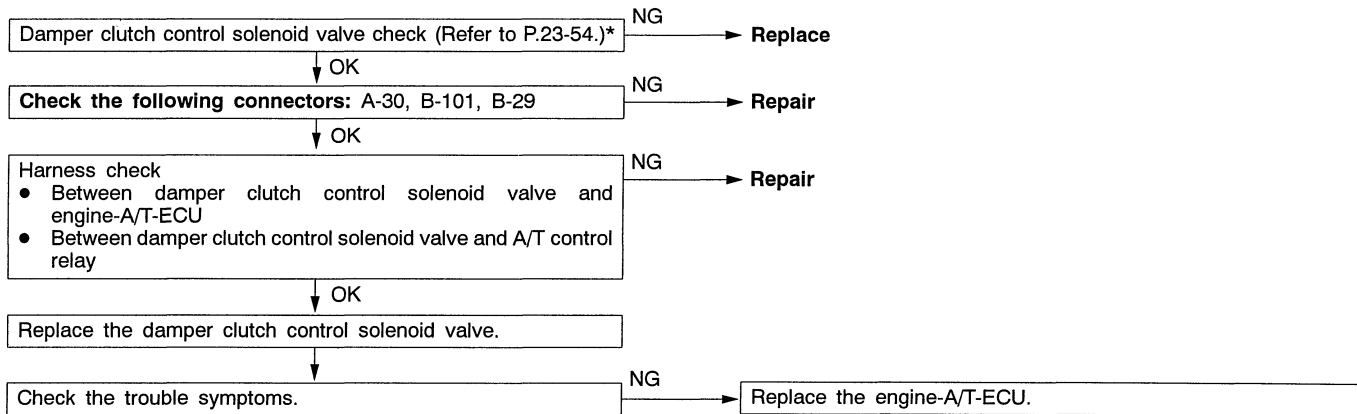 NG
Damper clutch control solenoid valve check (Refer to P.23-54.)*
Replace
OK
NG
Check the following connectors: A-30, B-101, B-29
Repair
OK
NG
Harness check
Repair
● Between damper clutch control solenoid valve and
engine-A/T-ECU
● Between damper clutch control solenoid valve and A/T control
relay
OK
Replace the damper clutch control solenoid valve.
NG
Check the trouble symptoms.
Replace the engine-A/T-ECU.